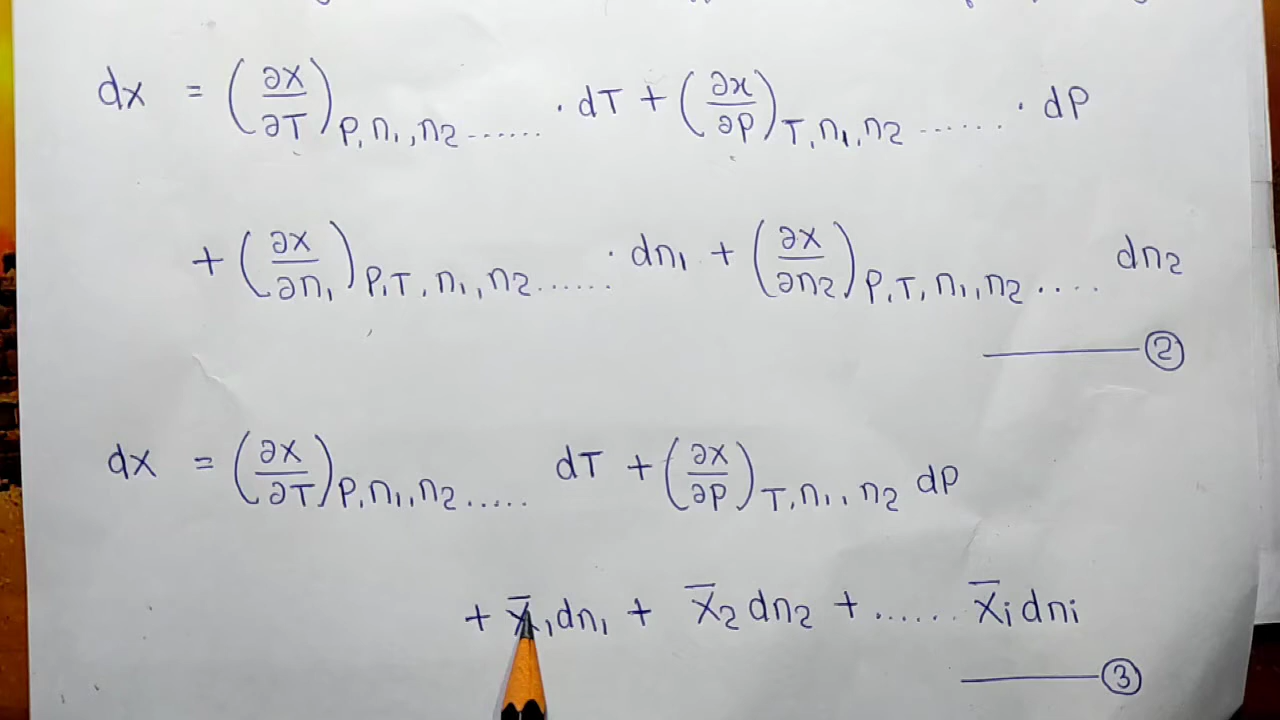 dx = (∂x/∂T)P,n1,n2...... . dT + (∂x/∂P)T,n1,n2....... . dP
+ (∂x/∂n1)P,T,n1,n2...... . dn1 + (∂x/∂n2)P,T,n1,n2.... dn2
②
dx = (∂x/∂T)P,n1,n2..... dT + (∂x/∂P)T,n1,n2 dP
+ x̄1dn1 + x̄2dn2 + ...... x̄idni
③